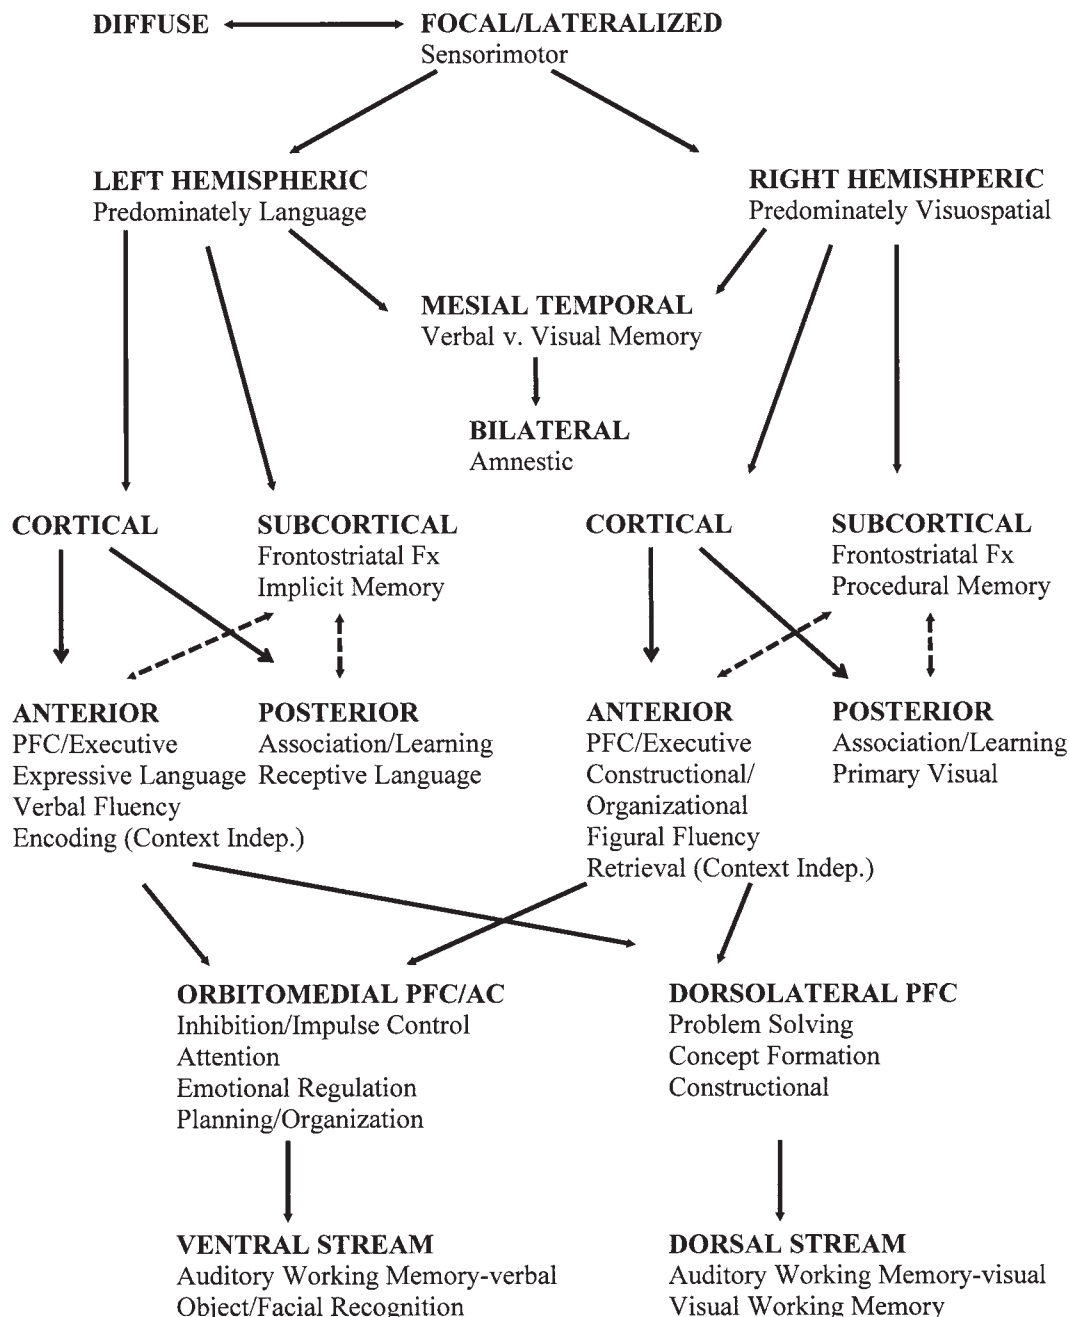 DIFFUSE
FOCAL/LATERALIZED
Sensorimotor
LEFT HEMISPHERIC
Predominately Language
RIGHT HEMISHPERIC
Predominately Visuospatial
MESIAL TEMPORAL
Verbal v. Visual Memory
BILATERAL
Amnestic
CORTICAL
SUBCORTICAL
Frontostriatal Fx
Implicit Memory
CORTICAL
SUBCORTICAL
Frontostriatal Fx
Procedural Memory
ANTERIOR
PFC/Executive
Expressive Language
Verbal Fluency
Encoding (Context Indep.)
POSTERIOR
Association/Learning
Receptive Language
ANTERIOR
PFC/Executive
Constructional/
Organizational
Figural Fluency
Retrieval (Context Indep.)
POSTERIOR
Association/Learning
Primary Visual
ORBITOMEDIAL PFC/AC
Inhibition/Impulse Control
Attention
Emotional Regulation
Planning/Organization
DORSOLATERAL PFC
Problem Solving
Concept Formation
Constructional
VENTRAL STREAM
Auditory Working Memory-verbal
Object/Facial Recognition
DORSAL STREAM
Auditory Working Memory-visual
Visual Working Memory